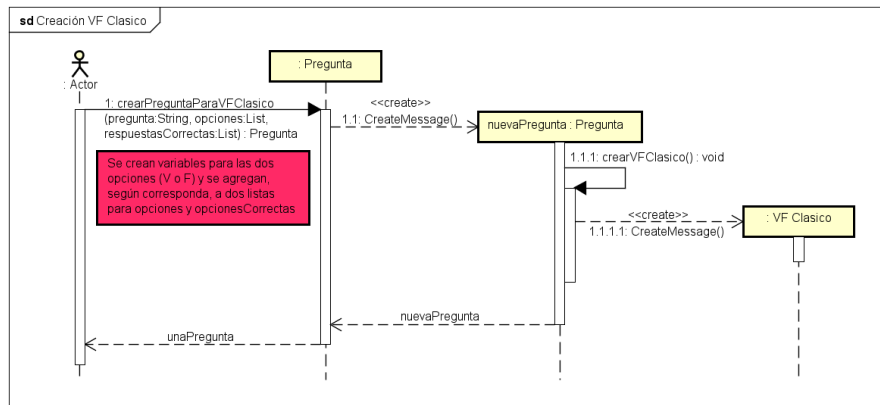 sd Creación VF Clasico
: Actor
: Pregunta
1: crearPreguntaParaVFClasico
(pregunta:String, opciones:List,
respuestasCorrectas:List) : Pregunta
<<create>>
1.1: CreateMessage()
nuevaPregunta : Pregunta
Se crean variables para las dos
opciones (V o F) y se agregan,
según corresponda, a dos listas
para opciones y opcionesCorrectas
1.1.1: crearVFClasico() : void
<<create>>
1.1.1.1: CreateMessage()
: VF Clasico
nuevaPregunta
unaPregunta